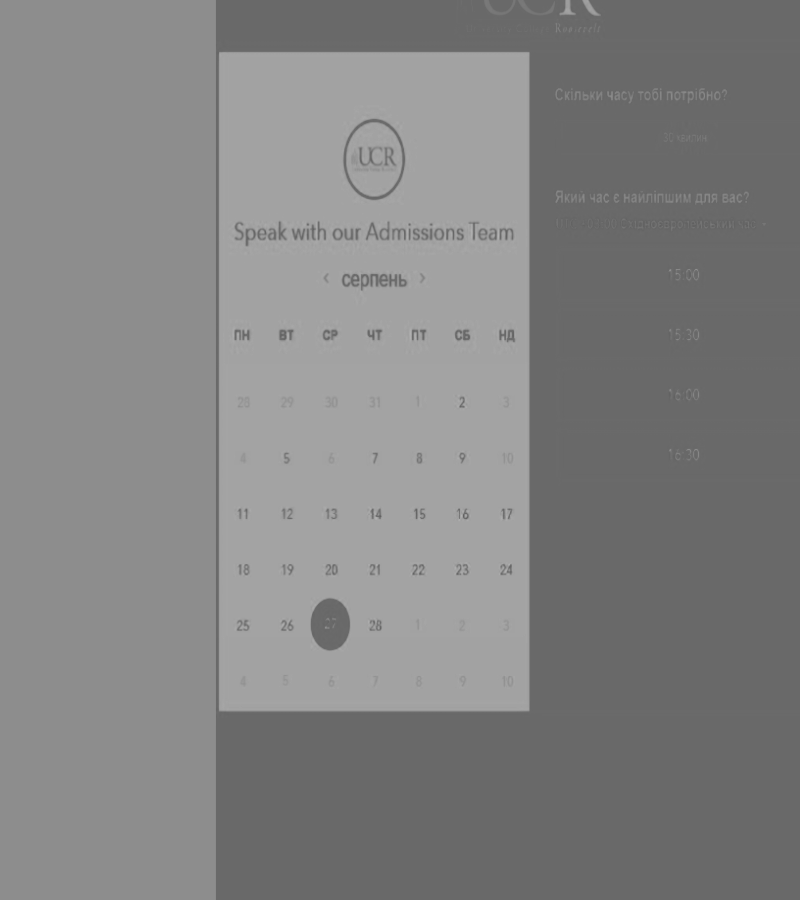 UCR
Roosevelt
UCR
Speak with our Admissions Team
‹ серпень ›
ПН ВТ СР ЧТ ПТ СБ НД
28 29 30 31 1 2 3
4 5 6 7 8 9 10
11 12 13 14 15 16 17
18 19 20 21 22 23 24
25 26 27 28 1 2 3
4 5 6 7 8 9 10
Скільки часу тобі потрібно?
30 хвилин
Який час є найліпшим для вас?
15:00
15:30
16:00
16:30